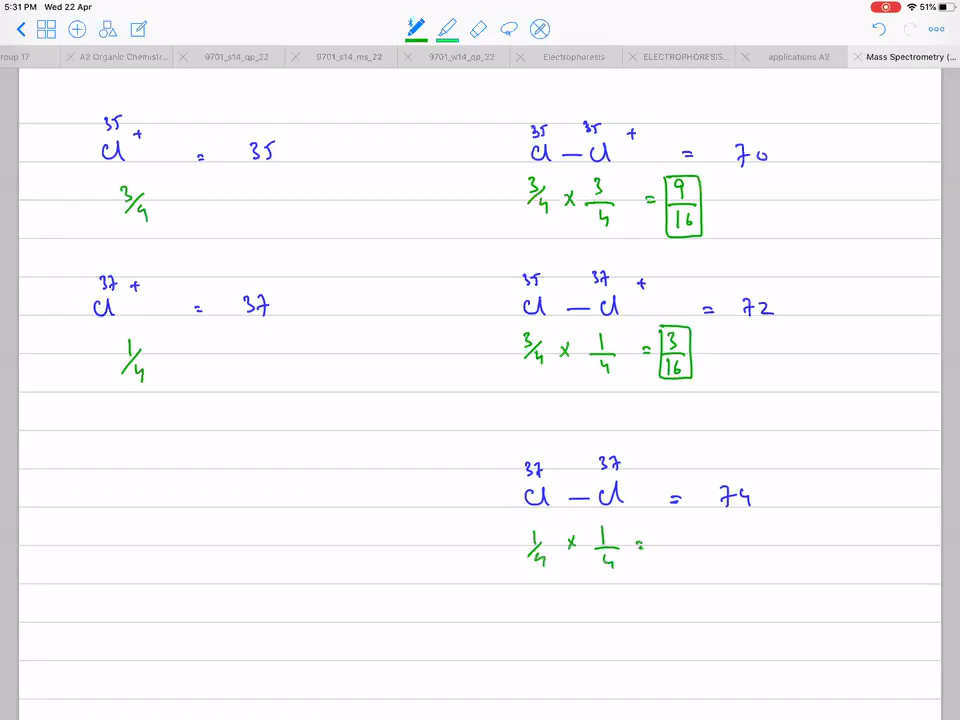 5:31 PM Wed 22 Apr 51%
roup 17 A2 Organic Chemistr... 9701_s14_qp_22 9701_s14_ms_22 9701_w14_qp_22 Electrophoresis ELECTROPHORESIS... applications A2 Mass Spectrometry (...
³⁵Cl⁺ = 35
3/4
³⁷Cl⁺ = 37
1/4
³⁵Cl — ³⁵Cl⁺ = 70
3/4 × 3/4 = 9/16
³⁵Cl — ³⁷Cl⁺ = 72
3/4 × 1/4 = 3/16
³⁷Cl — ³⁷Cl = 74
1/4 × 1/4 =